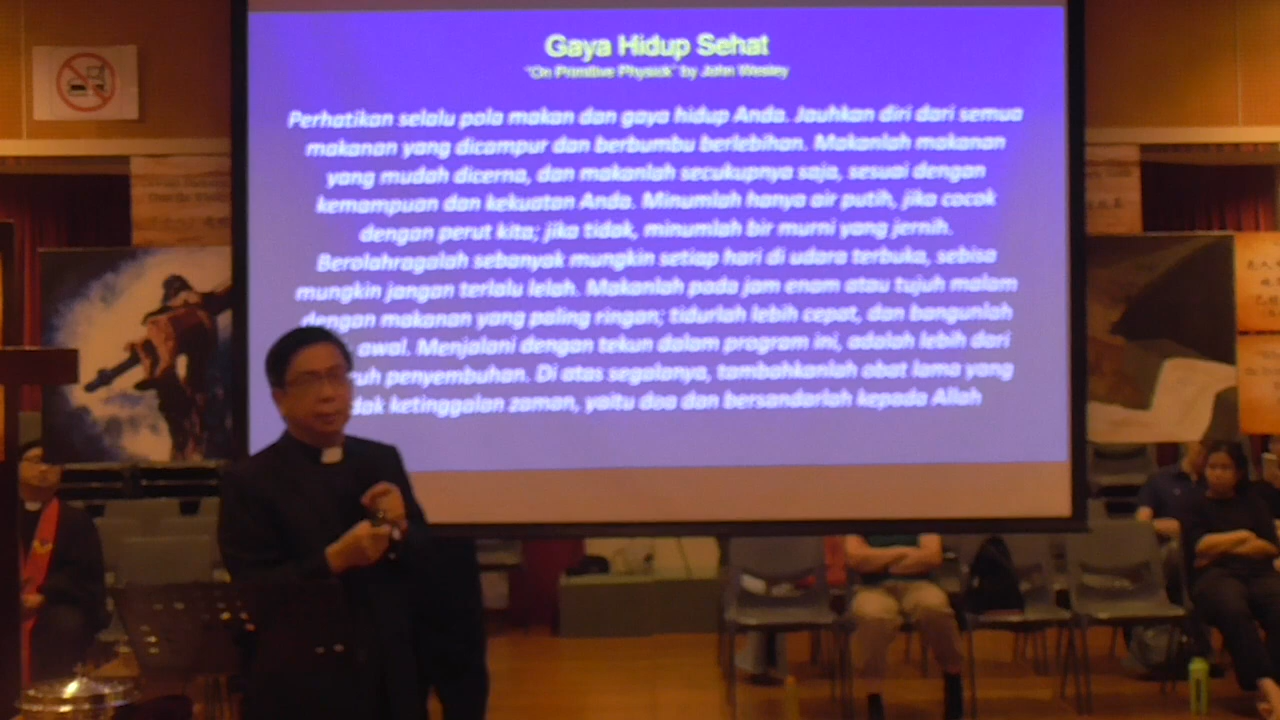 Gaya Hidup Sehat
"On Primitive Physick" by John Wesley
Perhatikan selalu pola makan dan gaya hidup Anda. Jauhkan diri dari semua
makanan yang dicampur dan berbumbu berlebihan. Makanlah makanan
yang mudah dicerna, dan makanlah secukupnya saja, sesuai dengan
kemampuan dan kekuatan Anda. Minumlah hanya air putih, jika cocok
dengan perut kita; jika tidak, minumlah bir murni yang jernih.
Berolahragalah sebanyak mungkin setiap hari di udara terbuka, sebisa
mungkin jangan terlalu lelah. Makanlah pada jam enam atau tujuh malam
dengan makanan yang paling ringan; tidurlah lebih cepat, dan bangunlah
awal. Menjalani dengan tekun dalam program ini, adalah lebih dari
penyembuhan. Di atas segalanya, tambahkanlah obat lama yang
ketinggalan zaman, yaitu doa dan bersandarlah kepada Allah